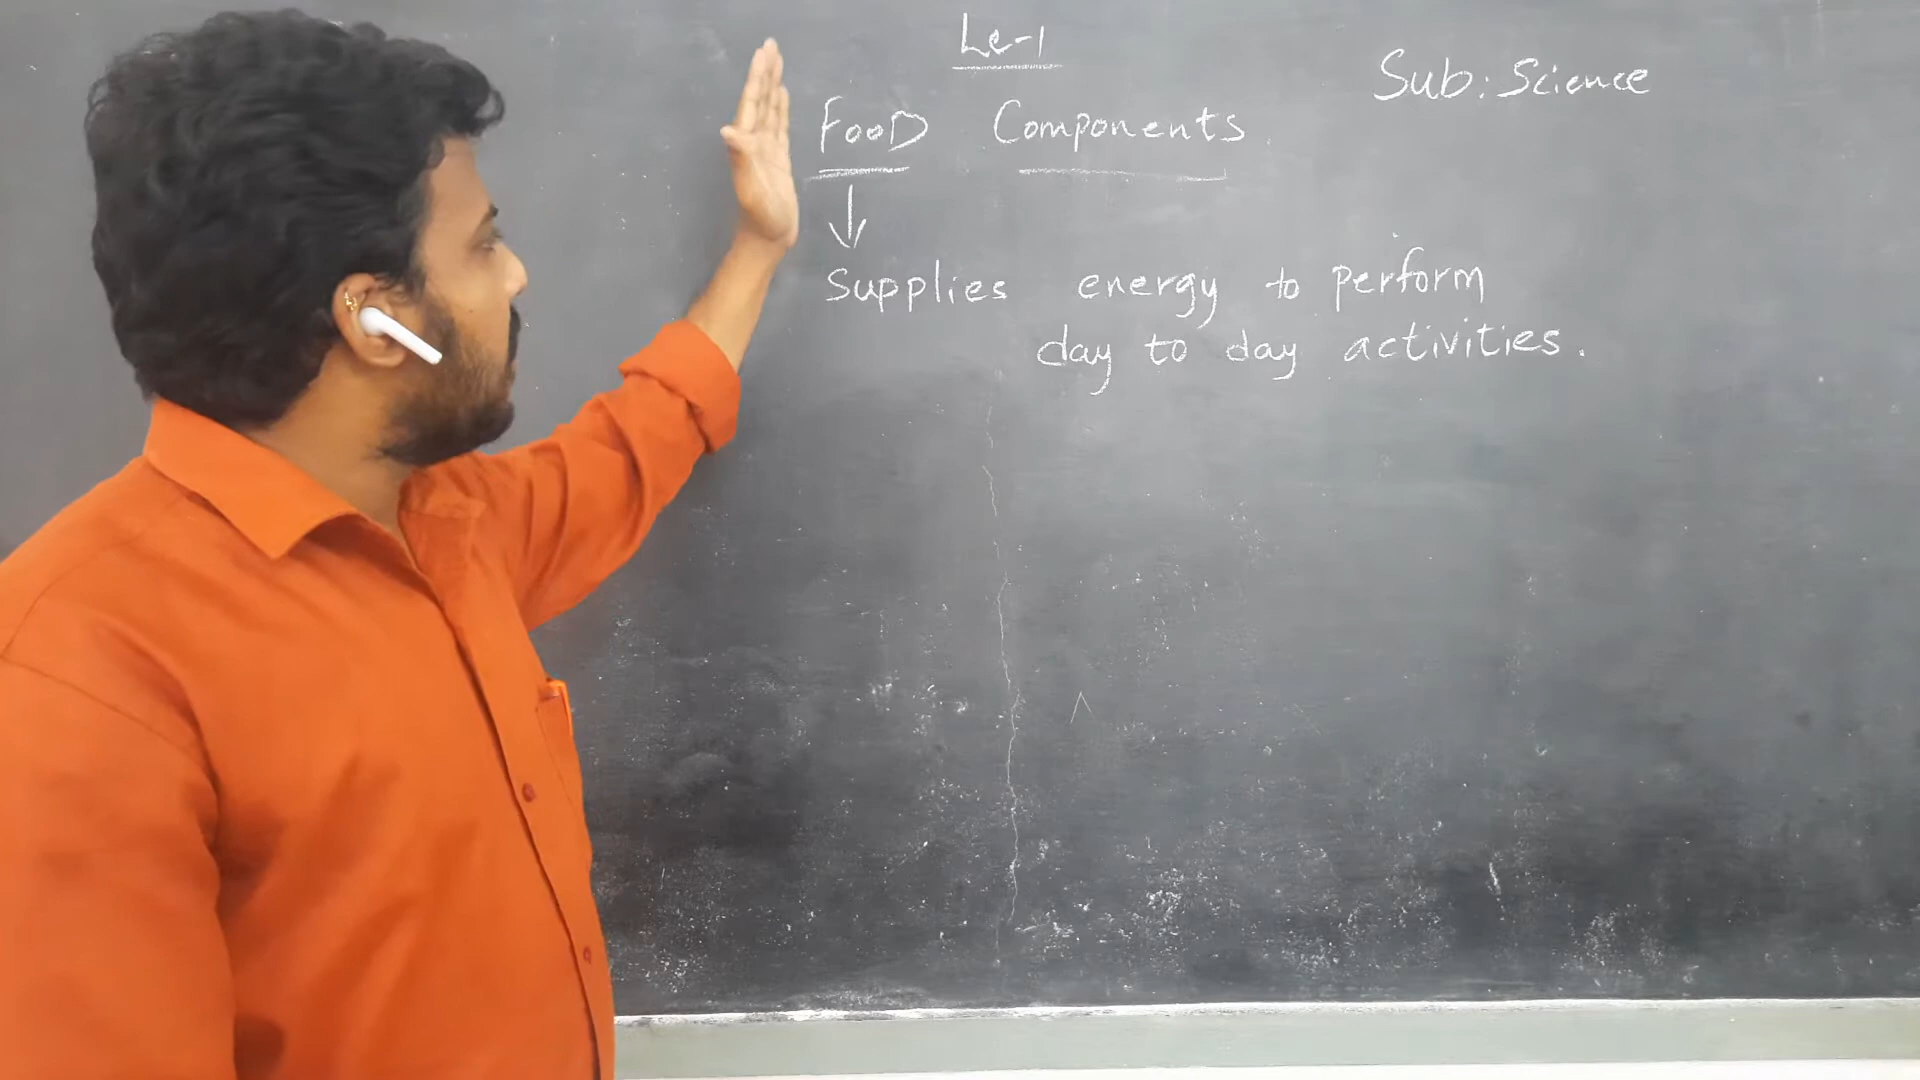 Le-1
Sub: Science
FooD Components
↓
Supplies energy to perform
day to day activities.